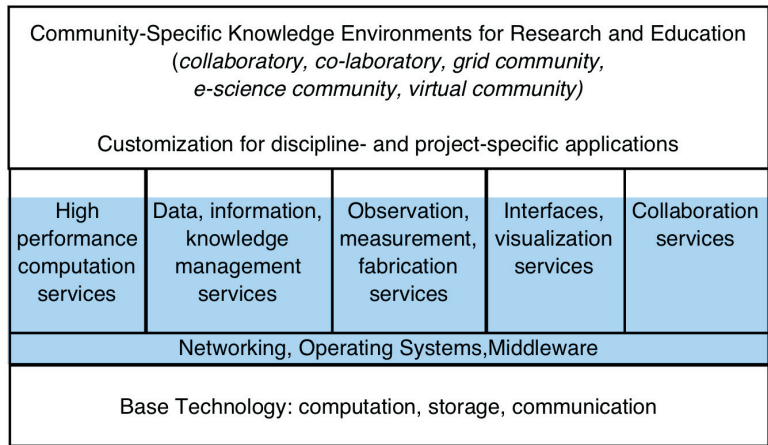 Community-Specific Knowledge Environments for Research and Education
(collaboratory, co-laboratory, grid community,
e-science community, virtual community)
Customization for discipline- and project-specific applications
High
performance
computation
services
Data, information,
knowledge
management
services
Observation,
measurement,
fabrication
services
Interfaces,
visualization
services
Collaboration
services
Networking, Operating Systems,Middleware
Base Technology: computation, storage, communication